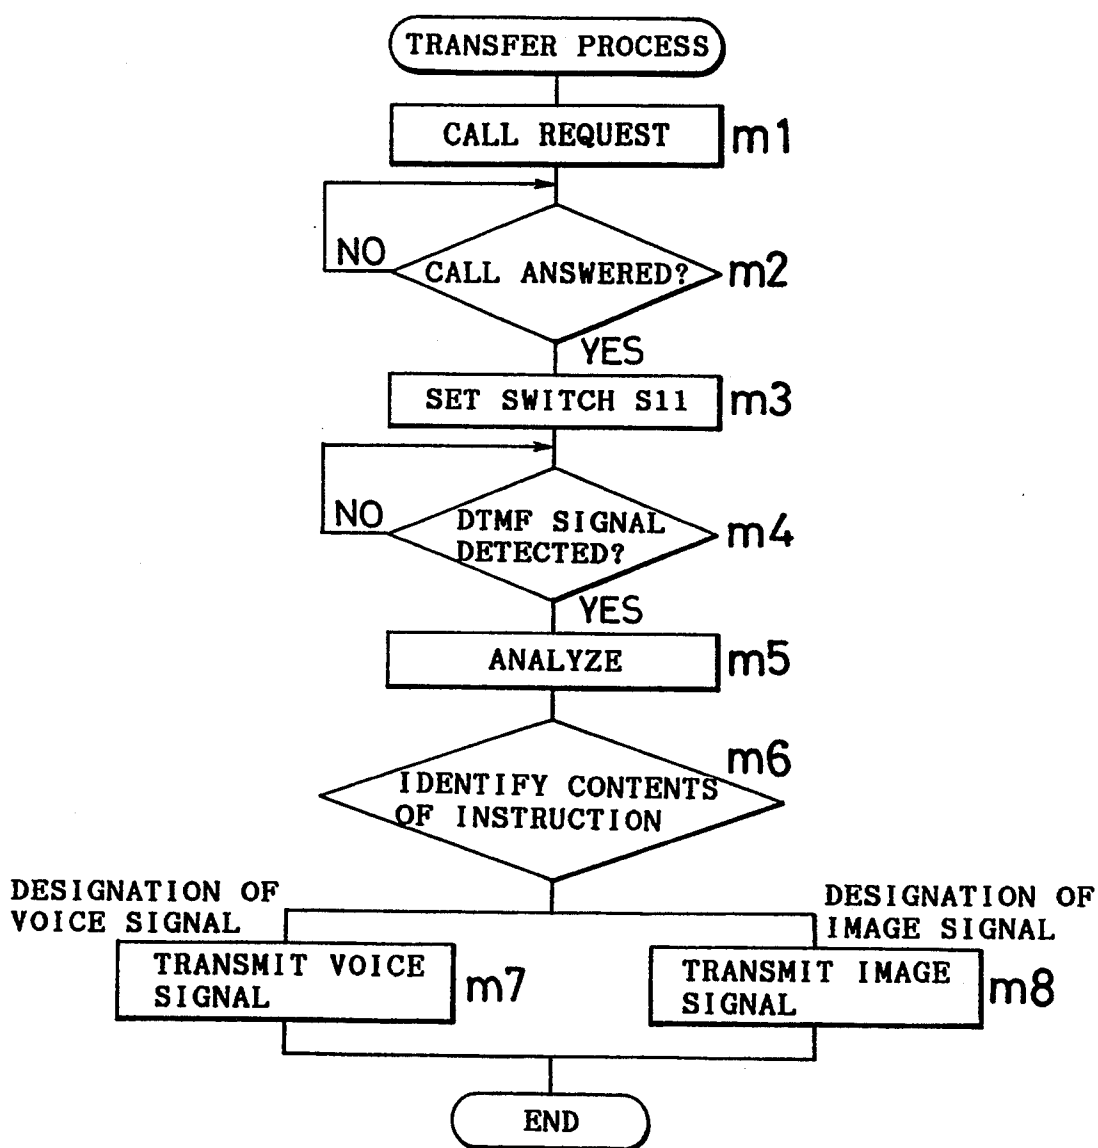 TRANSFER PROCESS
CALL REQUEST
m1
NO
CALL ANSWERED?
m2
YES
SET SWITCH S11
m3
NO
DTMF SIGNAL
DETECTED?
m4
YES
ANALYZE
m5
m6
IDENTIFY CONTENTS
OF INSTRUCTION
DESIGNATION OF
VOICE SIGNAL
DESIGNATION OF
IMAGE SIGNAL
TRANSMIT VOICE
SIGNAL
m7
TRANSMIT IMAGE
SIGNAL
m8
END